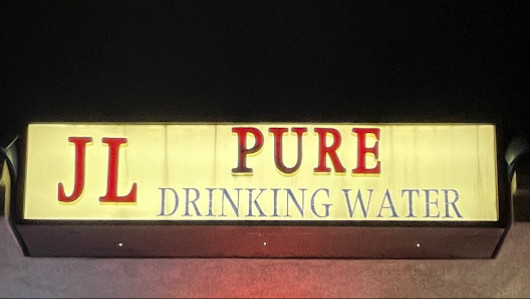 JL PURE
DRINKING WATER